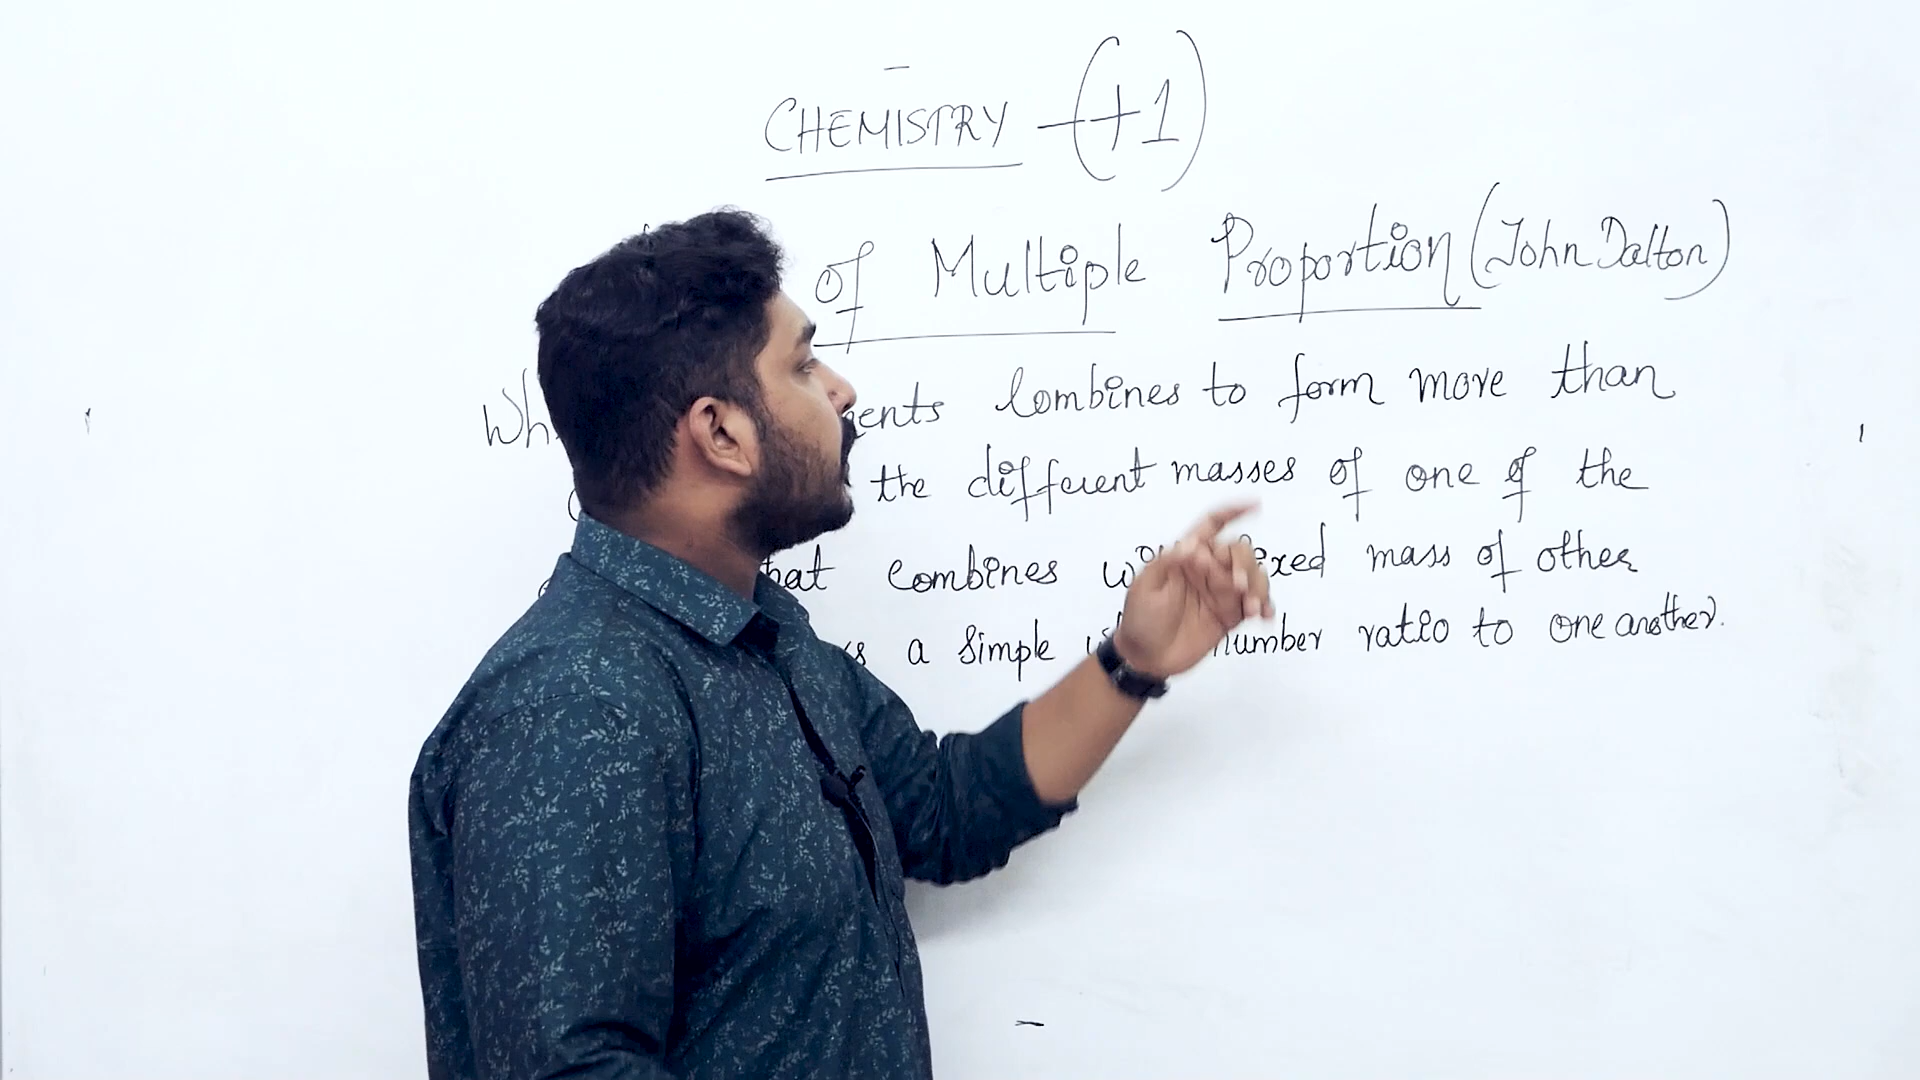 CHEMISTRY - (+1)
of Multiple Proportion (John Dalton)
Wh ents Combines to form more than
the different masses of one of the
hat combines w xed mass of other
s a simple number ratio to one another.